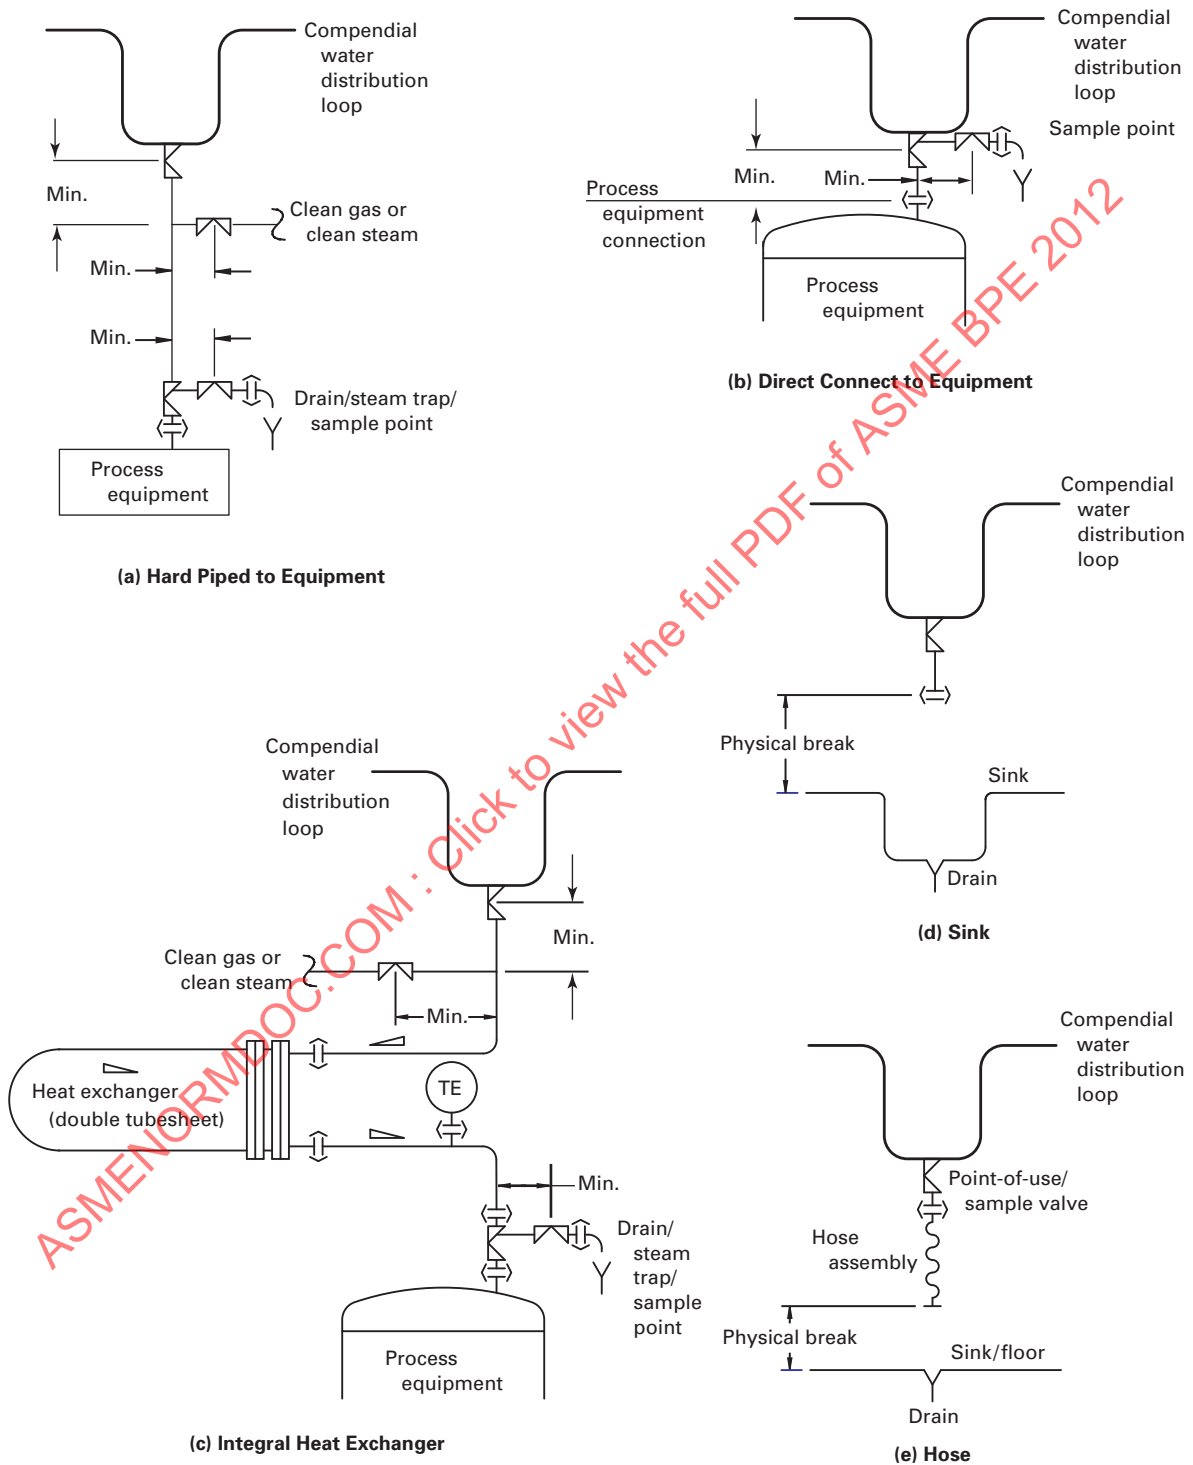 Compendial
water
distribution
loop
Min.
Clean gas or
clean steam
Min.
Min.
Drain/steam trap/
sample point
Process
equipment
(a) Hard Piped to Equipment
Compendial
water
distribution
loop
Sample point
Min.
Min.
Process
equipment
connection
Process
equipment
(b) Direct Connect to Equipment
Compendial
water
distribution
loop
Clean gas or
clean steam
Min.
Min.
Heat exchanger
(double tubesheet)
TE
Min.
Drain/
steam
trap/
sample
point
Process
equipment
(c) Integral Heat Exchanger
Compendial
water
distribution
loop
Physical break
Sink
Drain
(d) Sink
Compendial
water
distribution
loop
Point-of-use/
sample valve
Hose
assembly
Physical break
Sink/floor
Drain
(e) Hose
ASMENORMDOC.COM : Click to view the full PDF of ASME BPE 2012